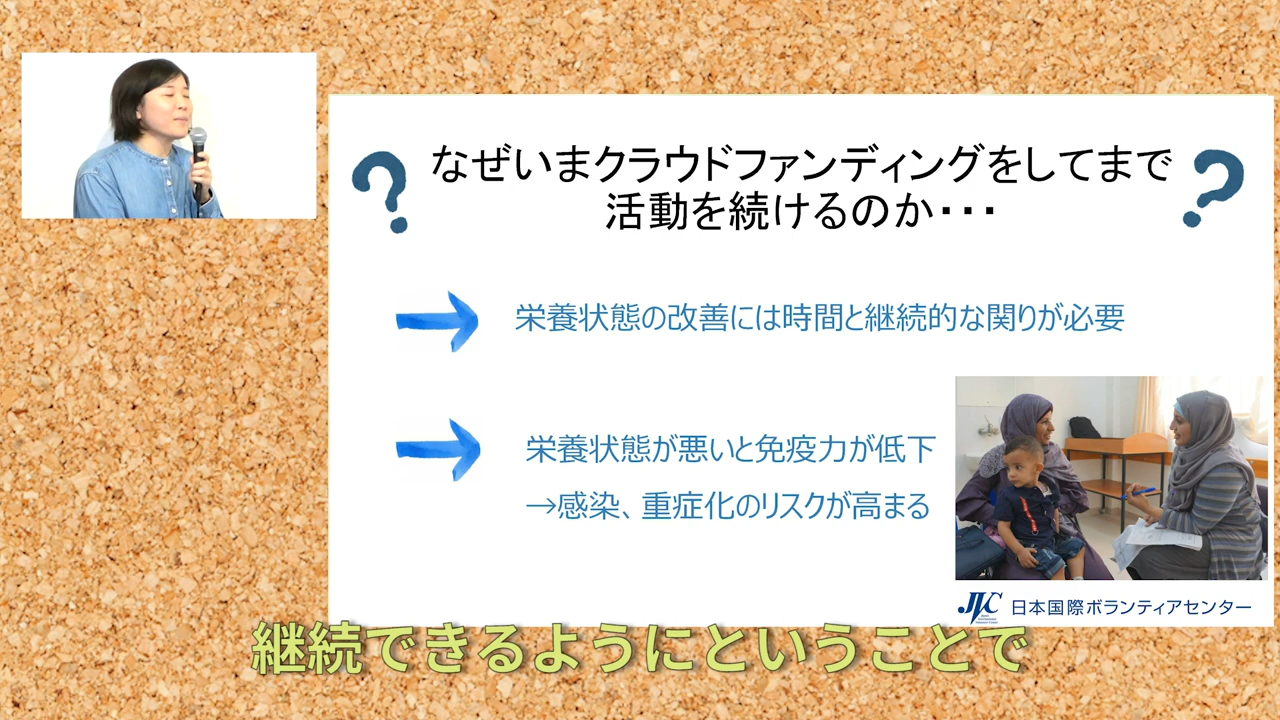 なぜいまクラウドファンディングをしてまで
活動を続けるのか・・・
栄養状態の改善には時間と継続的な関りが必要
栄養状態が悪いと免疫力が低下
→感染、重症化のリスクが高まる
JVC 日本国際ボランティアセンター
継続できるようにということで